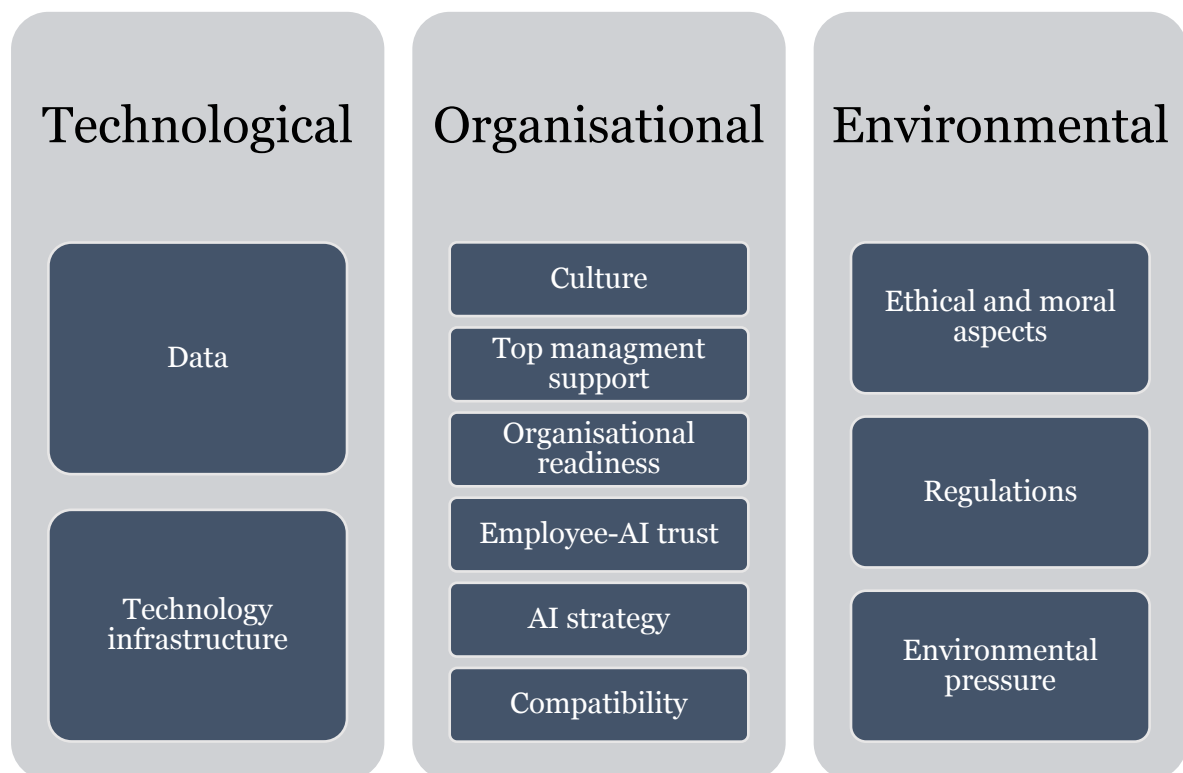 Technological
Data
Technology
infrastructure
Organisational
Culture
Top managment
support
Organisational
readiness
Employee-AI trust
AI strategy
Compatibility
Environmental
Ethical and moral
aspects
Regulations
Environmental
pressure